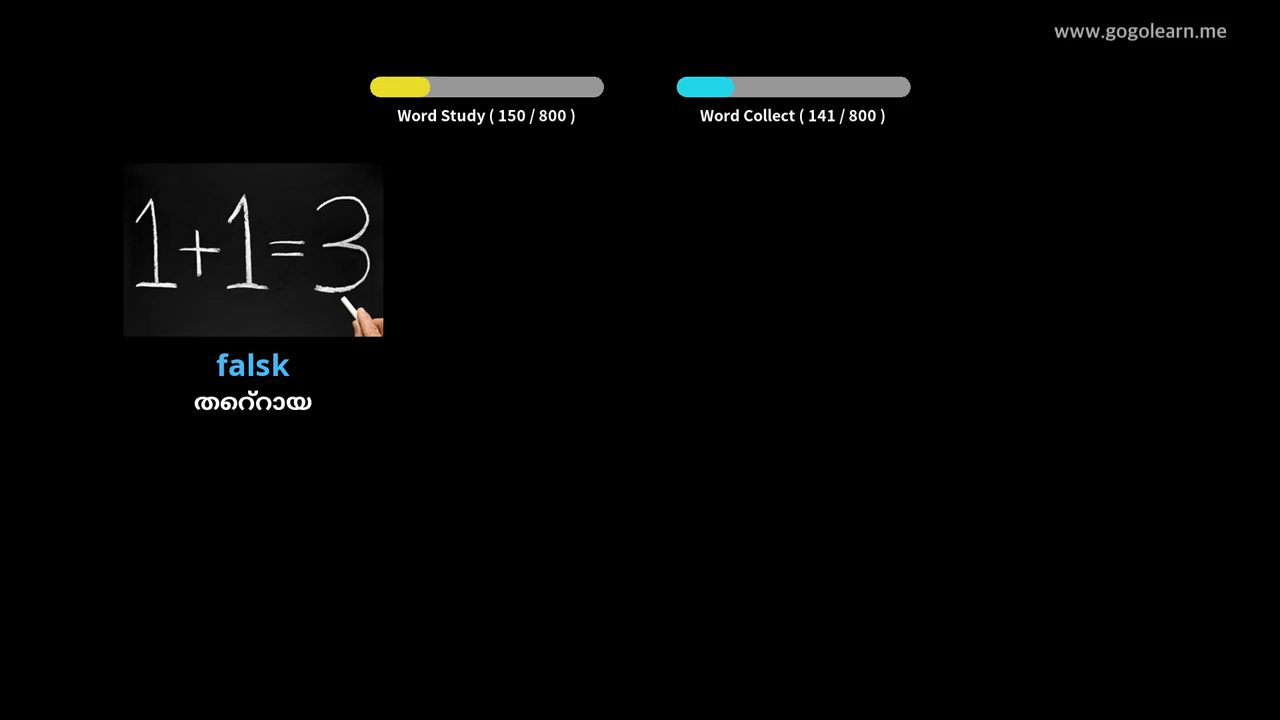 www.gogolearn.me
Word Study ( 150 / 800 )
Word Collect ( 141 / 800 )
1+1=3
falsk
തെറ്റായ